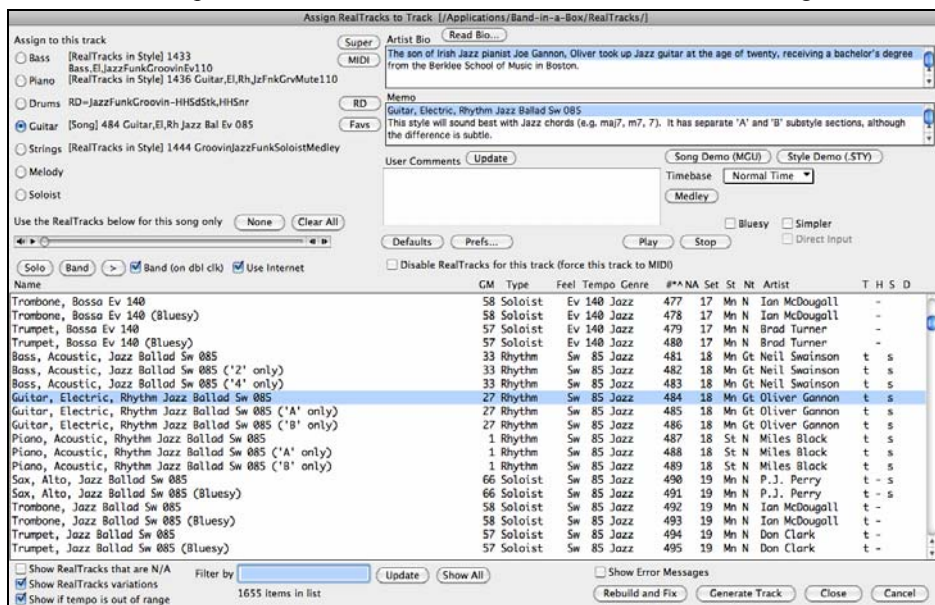 Assign RealTracks to Track [/Applications/Band-in-a-Box/RealTracks/]
Assign to this track
Super
MIDI
Bass [RealTracks in Style] 1433
Bass,El,JazzFunkGroovinEv110
Piano [RealTracks in Style] 1436 Guitar,El,Rh,JzFnkGrvMute110
Drums RD=JazzFunkGroovin-HHSdStk,HHSnr
RD
Guitar [Song] 484 Guitar,El,Rh Jazz Bal Ev 085
Favs
Strings [RealTracks in Style] 1444 GroovinJazzFunkSoloistMedley
Melody
Soloist
Use the RealTracks below for this song only None Clear All
Solo Band > Band (on dbl clk) Use Internet
Artist Bio Read Bio...
The son of Irish Jazz pianist Joe Gannon, Oliver took up Jazz guitar at the age of twenty, receiving a bachelor's degree
from the Berklee School of Music in Boston.
Memo
Guitar, Electric, Rhythm Jazz Ballad Sw 085
This style will sound best with Jazz chords (e.g. maj7, m7, 7). It has separate 'A' and 'B' substyle sections, although
the difference is subtle.
User Comments Update
Song Demo (MGU) Style Demo (.STY)
Timebase Normal Time
Medley
Bluesy Simpler
Direct Input
Defaults Prefs... Play Stop
Disable RealTracks for this track (force this track to MIDI)
Name GM Type Feel Tempo Genre #*^NA Set St Nt Artist T H S D
Trombone, Bossa Ev 140 58 Soloist Ev 140 Jazz 477 17 Mn N Ian McDougall -
Trombone, Bossa Ev 140 (Bluesy) 58 Soloist Ev 140 Jazz 478 17 Mn N Ian McDougall -
Trumpet, Bossa Ev 140 57 Soloist Ev 140 Jazz 479 17 Mn N Brad Turner -
Trumpet, Bossa Ev 140 (Bluesy) 57 Soloist Ev 140 Jazz 480 17 Mn N Brad Turner -
Bass, Acoustic, Jazz Ballad Sw 085 33 Rhythm Sw 85 Jazz 481 18 Mn Gt Neil Swainson t s
Bass, Acoustic, Jazz Ballad Sw 085 ('2' only) 33 Rhythm Sw 85 Jazz 482 18 Mn Gt Neil Swainson t s
Bass, Acoustic, Jazz Ballad Sw 085 ('4' only) 33 Rhythm Sw 85 Jazz 483 18 Mn Gt Neil Swainson t s
Guitar, Electric, Rhythm Jazz Ballad Sw 085 27 Rhythm Sw 85 Jazz 484 18 Mn Gt Oliver Gannon t s
Guitar, Electric, Rhythm Jazz Ballad Sw 085 ('A' only) 27 Rhythm Sw 85 Jazz 485 18 Mn Gt Oliver Gannon t s
Guitar, Electric, Rhythm Jazz Ballad Sw 085 ('B' only) 27 Rhythm Sw 85 Jazz 486 18 Mn Gt Oliver Gannon t s
Piano, Acoustic, Rhythm Jazz Ballad Sw 085 1 Rhythm Sw 85 Jazz 487 18 St N Miles Black t s
Piano, Acoustic, Rhythm Jazz Ballad Sw 085 ('A' only) 1 Rhythm Sw 85 Jazz 488 18 St N Miles Black t s
Piano, Acoustic, Rhythm Jazz Ballad Sw 085 ('B' only) 1 Rhythm Sw 85 Jazz 489 18 St N Miles Black t s
Sax, Alto, Jazz Ballad Sw 085 66 Soloist Sw 85 Jazz 490 19 Mn N P.J. Perry t - s
Sax, Alto, Jazz Ballad Sw 085 (Bluesy) 66 Soloist Sw 85 Jazz 491 19 Mn N P.J. Perry t - s
Trombone, Jazz Ballad Sw 085 58 Soloist Sw 85 Jazz 492 19 Mn N Ian McDougall t -
Trombone, Jazz Ballad Sw 085 (Bluesy) 58 Soloist Sw 85 Jazz 493 19 Mn N Ian McDougall t -
Trumpet, Jazz Ballad Sw 085 57 Soloist Sw 85 Jazz 494 19 Mn N Don Clark t -
Trumpet, Jazz Ballad Sw 085 (Bluesy) 57 Soloist Sw 85 Jazz 495 19 Mn N Don Clark t -
Show RealTracks that are N/A
Show RealTracks variations
Show if tempo is out of range
Filter by Update Show All
1655 items in list
Show Error Messages
Rebuild and Fix Generate Track Close Cancel